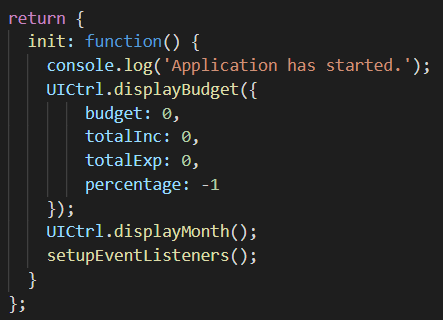 return {
  init: function() {
    console.log('Application has started.');
    UICtrl.displayBudget({
        budget: 0,
        totalInc: 0,
        totalExp: 0,
        percentage: -1
    });
    UICtrl.displayMonth();
    setupEventListeners();
  }
};